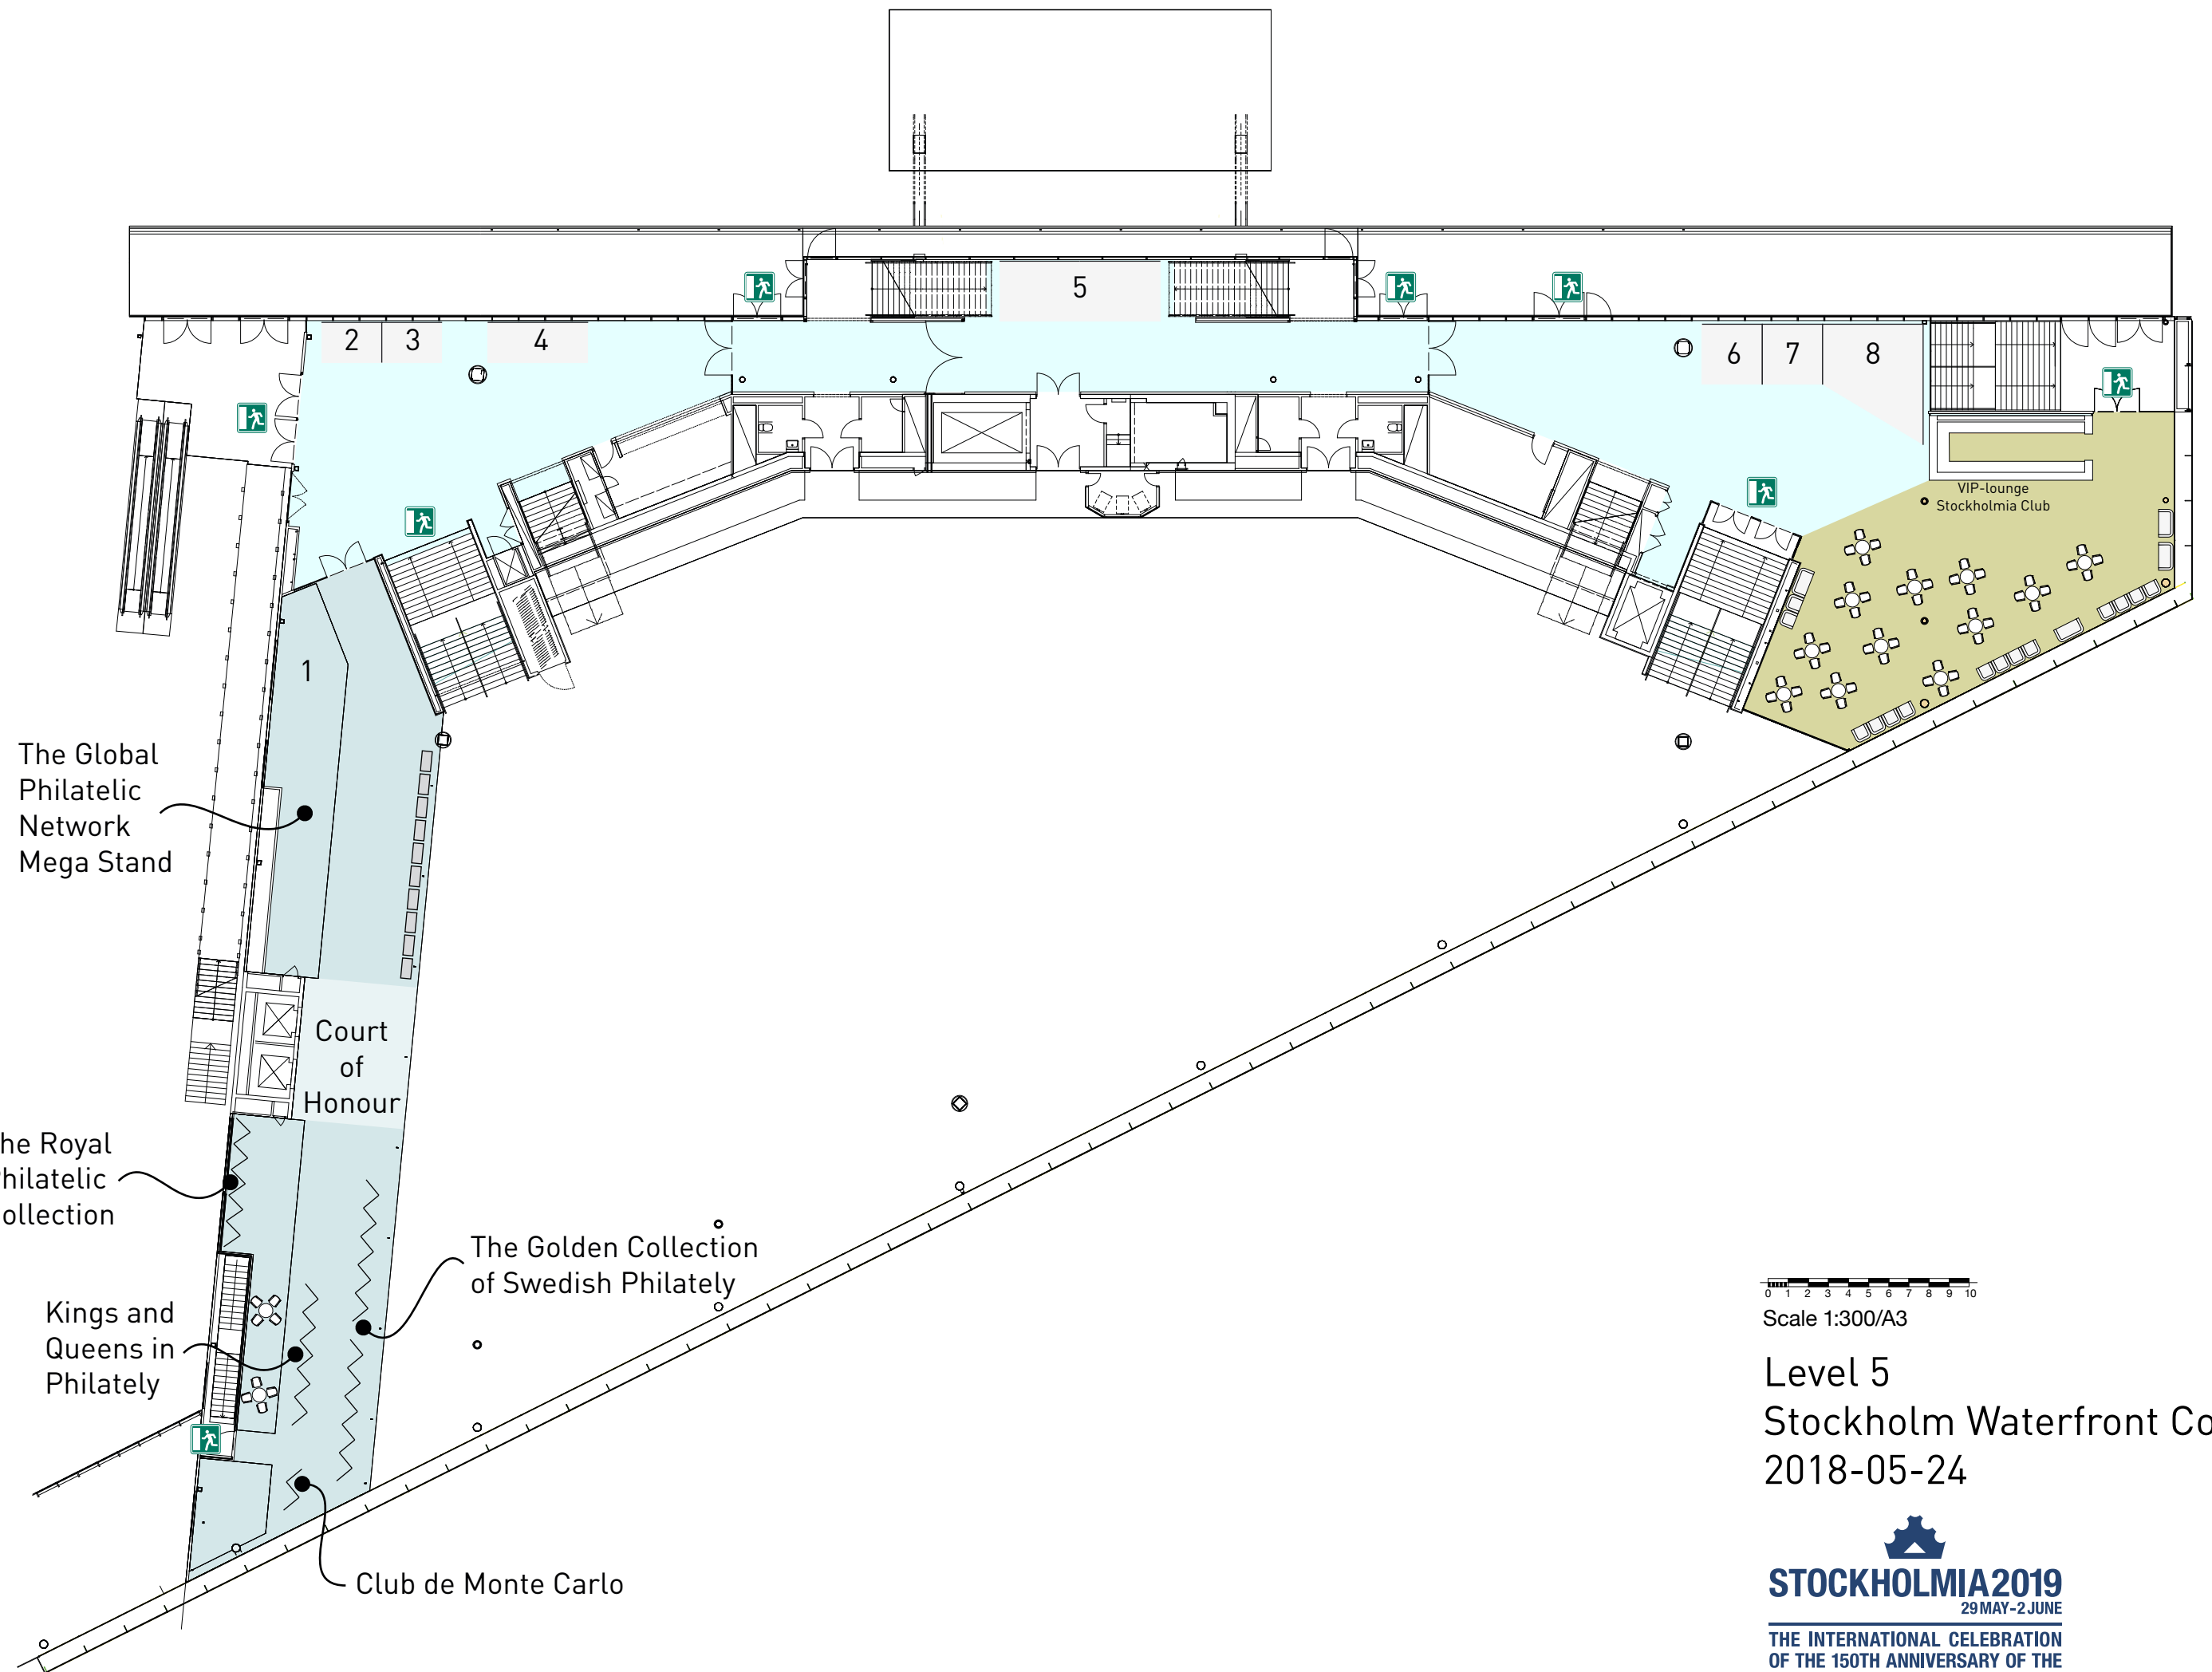 5
2
3
4
6
7
8
VIP-lounge
Stockholmia Club
1
The Global
Philatelic
Network
Mega Stand
Court
of
Honour
he Royal
hilatelic
ollection
The Golden Collection
of Swedish Philately
Kings and
Queens in
Philately
Club de Monte Carlo
0 1 2 3 4 5 6 7 8 9 10
Scale 1:300/A3
Level 5
Stockholm Waterfront Co
2018-05-24
STOCKHOLMIA2019
29 MAY-2 JUNE
THE INTERNATIONAL CELEBRATION
OF THE 150TH ANNIVERSARY OF THE